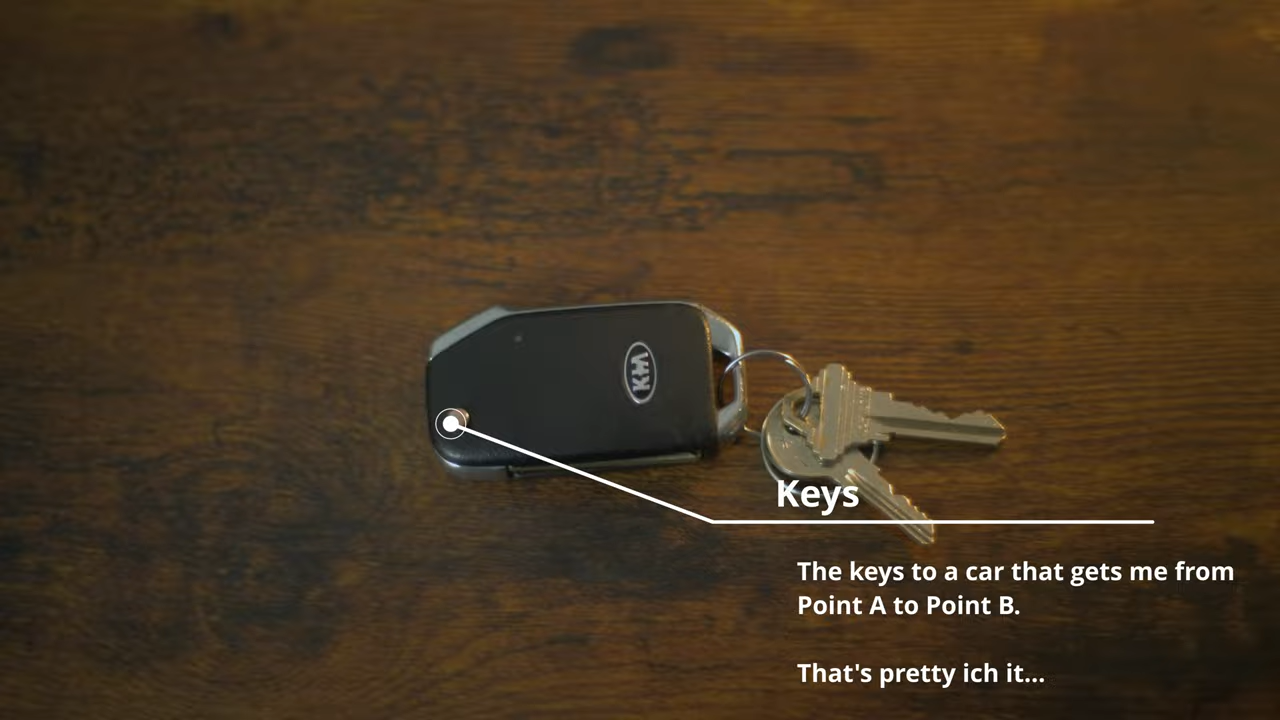 KIA
Keys
The keys to a car that gets me from
Point A to Point B.
That's pretty ich it...